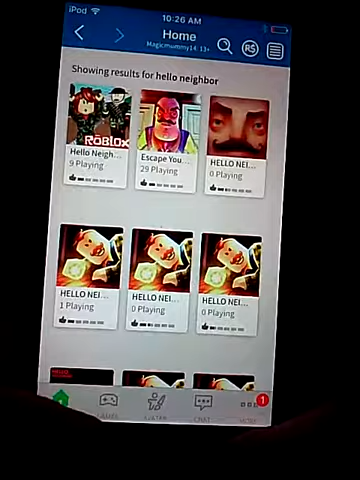 iPod
10:26 AM
Home
Magicmummy14: 13+
R$
Showing results for hello neighbor
ROBLOX
Hello Neigh...
9 Playing
Escape You...
29 Playing
HELLO NEI...
0 Playing
HELLO NEI...
1 Playing
HELLO NEI...
0 Playing
HELLO NEI...
0 Playing
HELLO
GAMES
AVATAR
CHAT
MORE
1